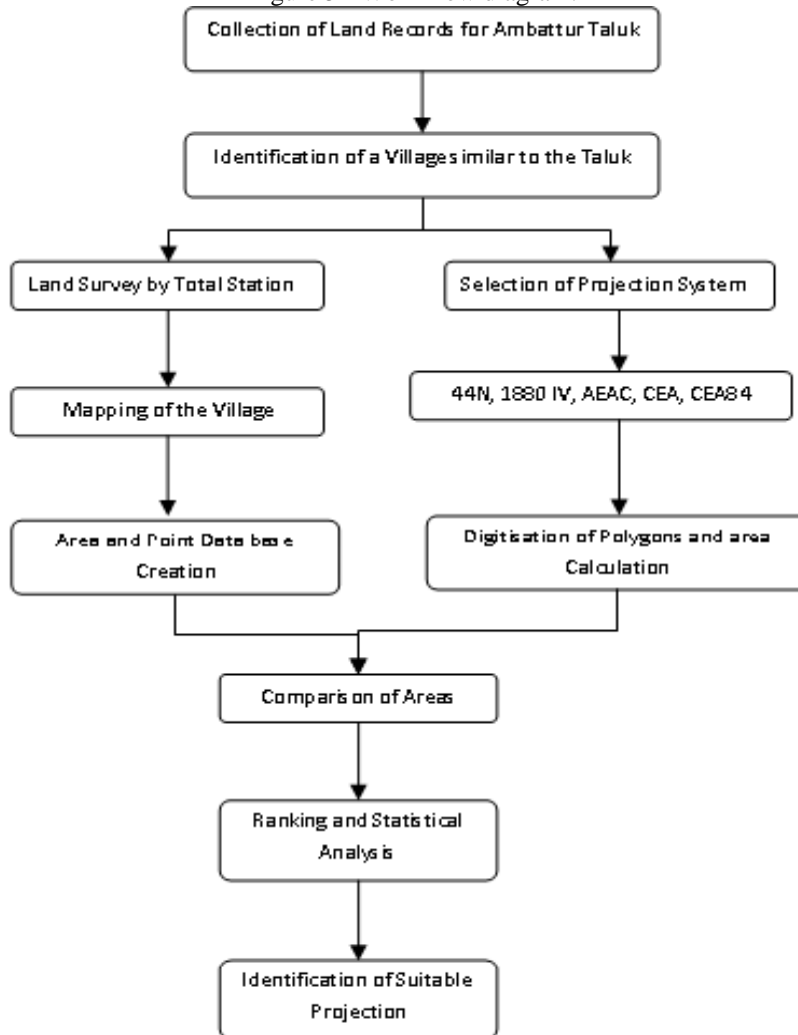 Collection of Land Records for Ambattur Taluk
Identification of a Village similar to the Taluk
Land Survey by Total Station
Selection of Projection System
Mapping of the Village
44N, 1880 IV, AEAC, CEA, CEA84
Area and Point Database
Creation
Digitisation of Polygons and area
Calculation
Comparison of Areas
Ranking and Statistical
Analysis
Identification of Suitable
Projection